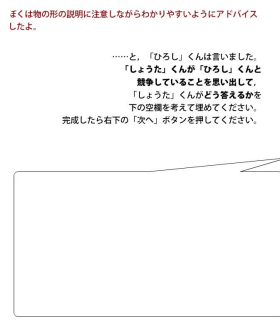 ぼくは物の形の説明に注意しながらわかりやすいようにアドバイス
したよ。
……と，「ひろし」くんは言いました。
「しょうた」くんが「ひろし」くんと
競争していることを思い出して，
「しょうた」くんがどう答えるかを
下の空欄を考えて埋めてください。
完成したら右下の「次へ」ボタンを押してください。